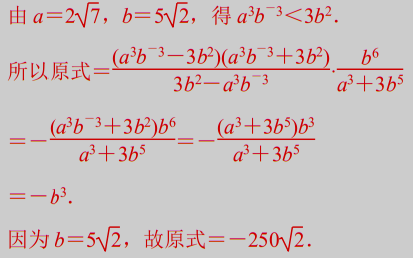 由 a＝2√7，b＝5√2，得 a³b⁻³＜3b².
所以原式＝(a³b⁻³－3b²)(a³b⁻³＋3b²)/(3b²－a³b⁻³)·b⁶/(a³＋3b⁵)
＝－(a³b⁻³＋3b²)b⁶/(a³＋3b⁵)＝－(a³＋3b⁵)b³/(a³＋3b⁵)
＝－b³.
因为 b＝5√2，故原式＝－250√2.